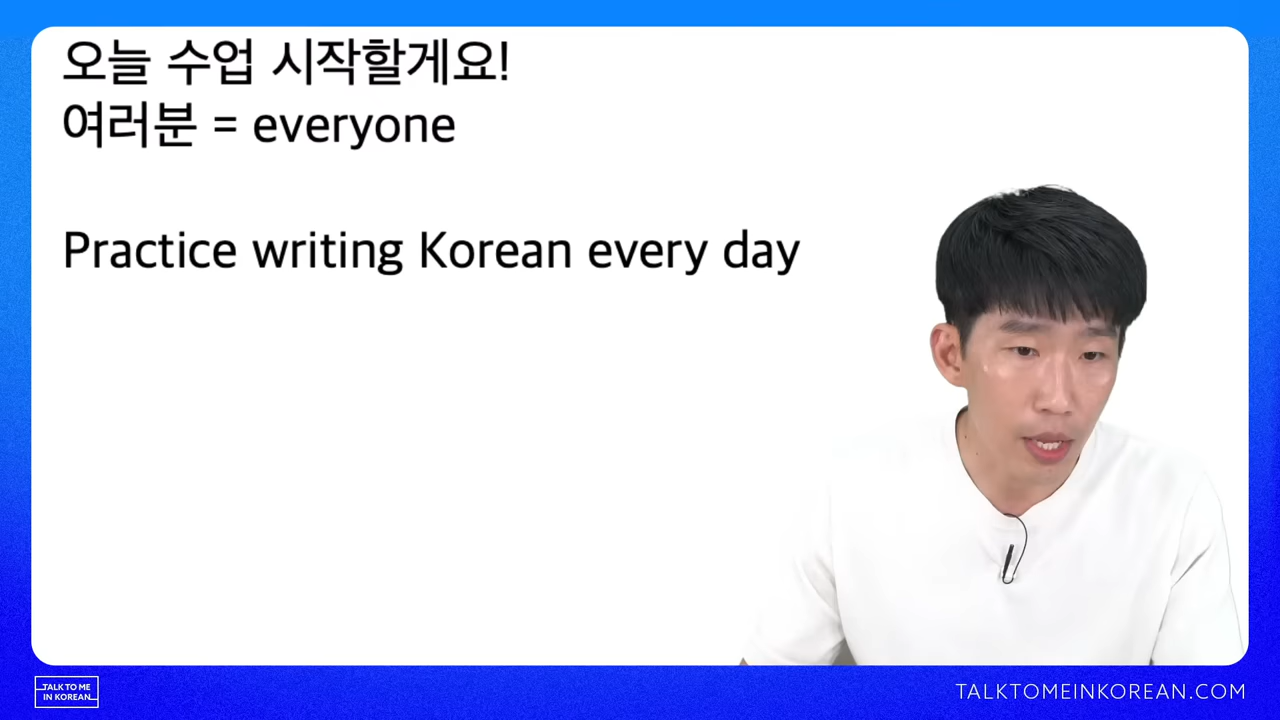 오늘 수업 시작할게요!
여러분 = everyone
Practice writing Korean every day
TALK TO ME
IN KOREAN
TALKTOMEINKOREAN.COM